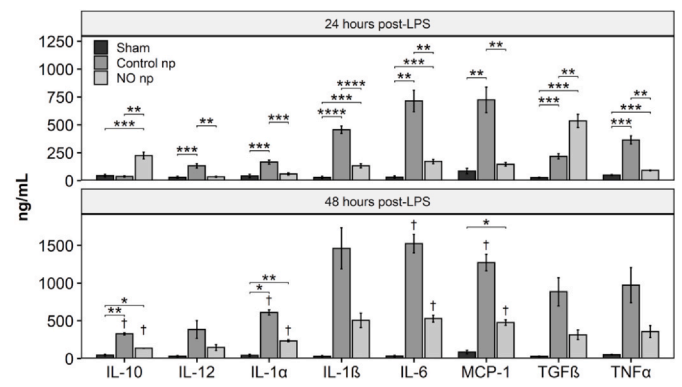 24 hours post-LPS
1250
1000
750
500
250
0
Sham
Control np
NO np
*** **
*** **
*** ***
**** *** ****
** *** **
** **
*** *** **
*** *** **
ng/mL
48 hours post-LPS
1500
1000
500
0
** * † †
* ** † †
† †
* † †
IL-10 IL-12 IL-1α IL-1ß IL-6 MCP-1 TGFß TNFα